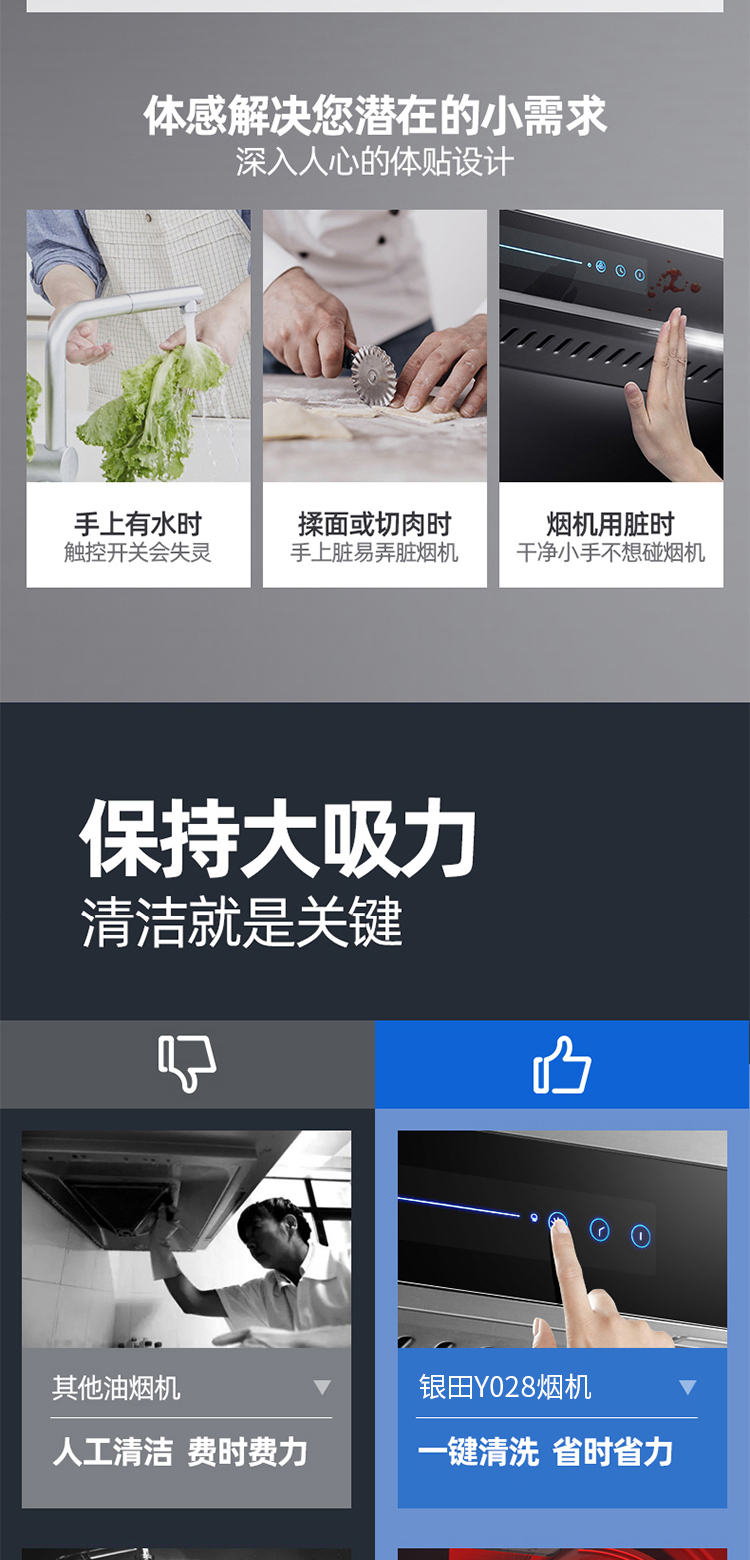 体感解决您潜在的小需求
深入人心的体贴设计
手上有水时
触控开关会失灵
揉面或切肉时
手上脏易弄脏烟机
烟机用脏时
干净小手不想碰烟机
保持大吸力
清洁就是关键
其他油烟机
人工清洁 费时费力
银田Y028烟机
一键清洗 省时省力